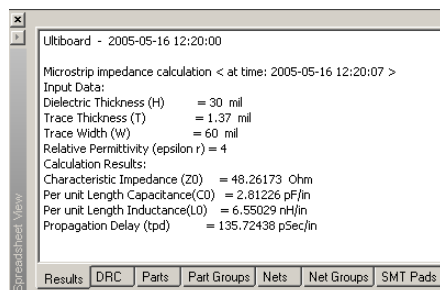 Ultiboard - 2005-05-16 12:20:00
Microstrip impedance calculation < at time: 2005-05-16 12:20:07 >
Input Data:
Dielectric Thickness (H) = 30 mil
Trace Thickness (T) = 1.37 mil
Trace Width (W) = 60 mil
Relative Permittivity (epsilon r) = 4
Calculation Results:
Characteristic Impedance (Z0) = 48.26173 Ohm
Per unit Length Capacitance(C0) = 2.81226 pF/in
Per unit Length Inductance(L0) = 6.55029 nH/in
Propagation Delay (tpd) = 135.72438 pSec/in
Spreadsheet View
Results DRC Parts Part Groups Nets Net Groups SMT Pads